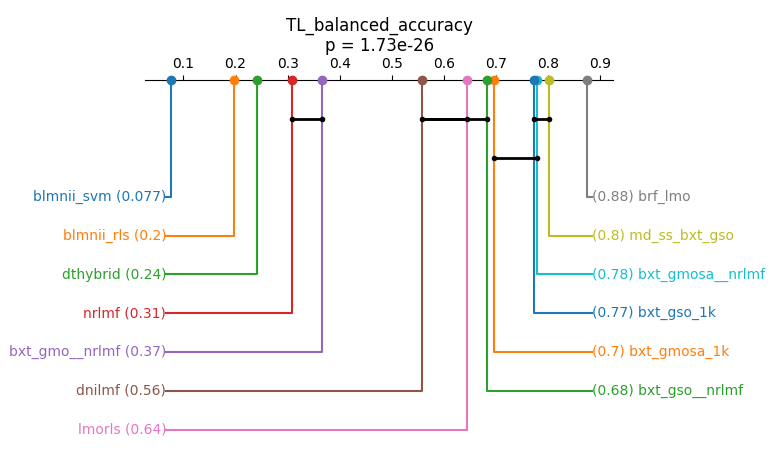 TL_balanced_accuracy
p = 1.73e-26
0.1 0.2 0.3 0.4 0.5 0.6 0.7 0.8 0.9
blmnii_svm (0.077) (0.88) brf_lmo
blmnii_rls (0.2) (0.8) md_ss_bxt_gso
dthybrid (0.24) (0.78) bxt_gmosa__nrlmf
nrlmf (0.31) (0.77) bxt_gso_1k
bxt_gmo__nrlmf (0.37) (0.7) bxt_gmosa_1k
dnilmf (0.56) (0.68) bxt_gso__nrlmf
lmorls (0.64)